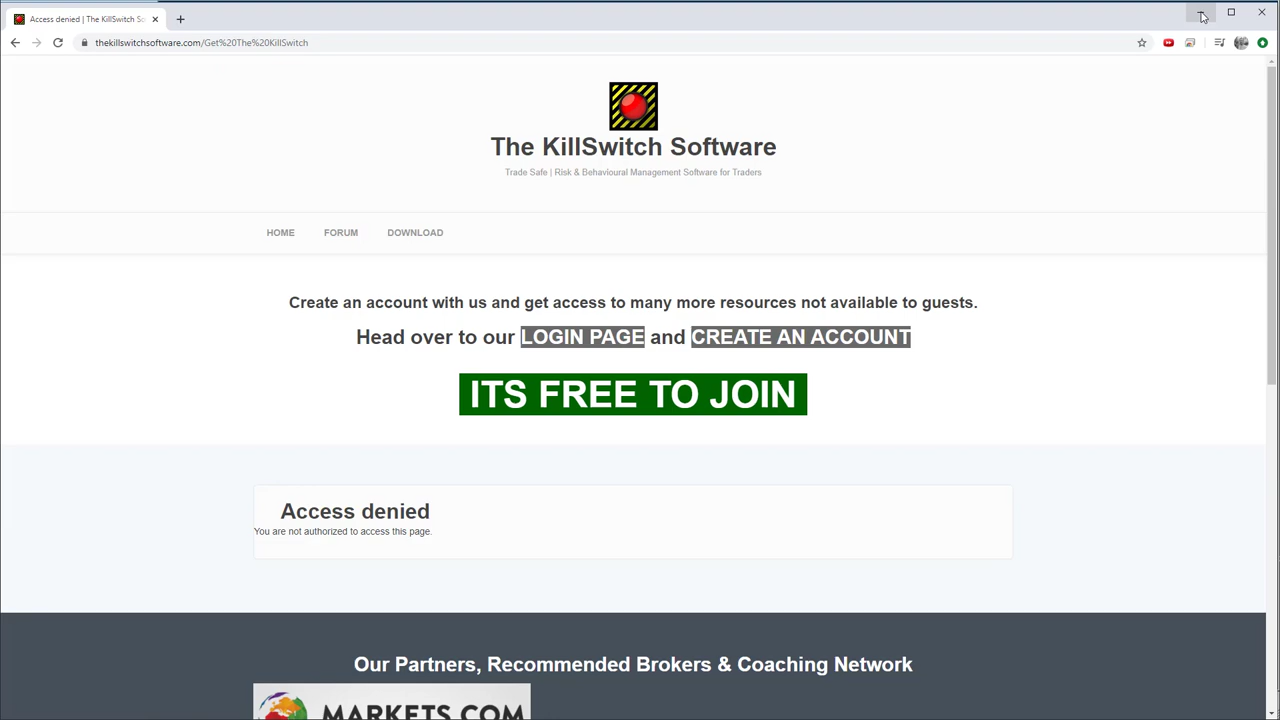 Access denied | The KillSwitch So
thekillswitchsoftware.com/Get%20The%20KillSwitch
The KillSwitch Software
Trade Safe | Risk & Behavioural Management Software for Traders
HOME FORUM DOWNLOAD
Create an account with us and get access to many more resources not available to guests.
Head over to our LOGIN PAGE and CREATE AN ACCOUNT
ITS FREE TO JOIN
Access denied
You are not authorized to access this page.
Our Partners, Recommended Brokers & Coaching Network
MARKETS.COM